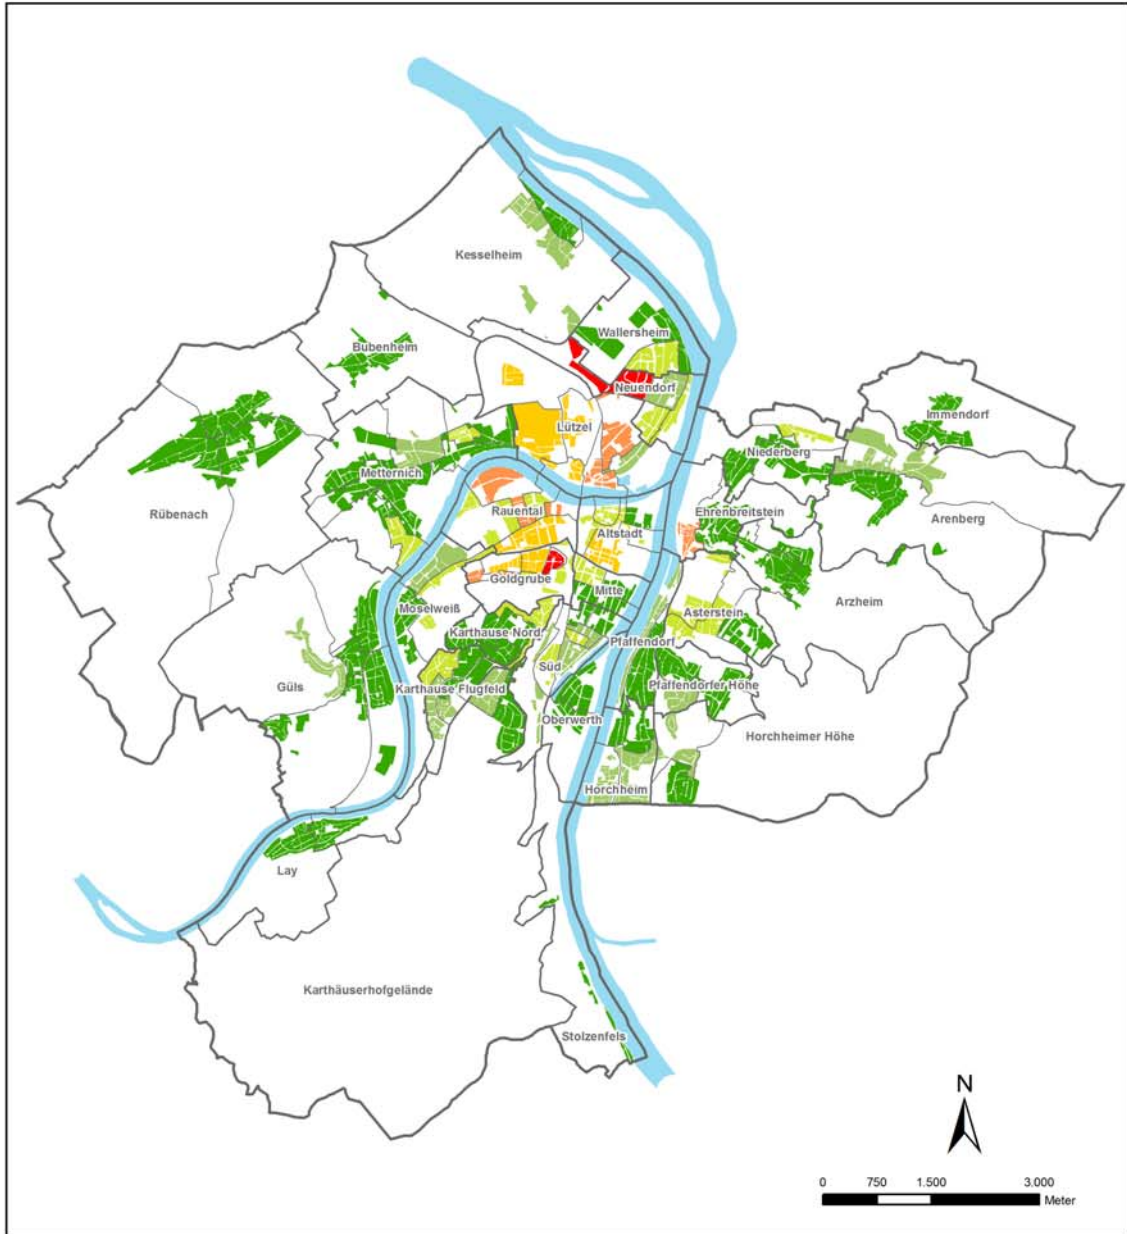 Kesselheim
Wallersheim
Bubenheim
Neuendorf
Immendorf
Lützel
Niederberg
Metternich
Rübenach
Rauental
Ehrenbreitstein
Arenberg
Altstadt
Goldgrube
Mitte
Arzheim
Moselweiß
Asterstein
Karthause Nord
Pfaffendorf
Süd
Güls
Karthause Flugfeld
Pfaffendorfer Höhe
Oberwerth
Horchheimer Höhe
Horchheim
Lay
Karthäuserhofgelände
Stolzenfels
N
0 750 1.500 3.000
Meter